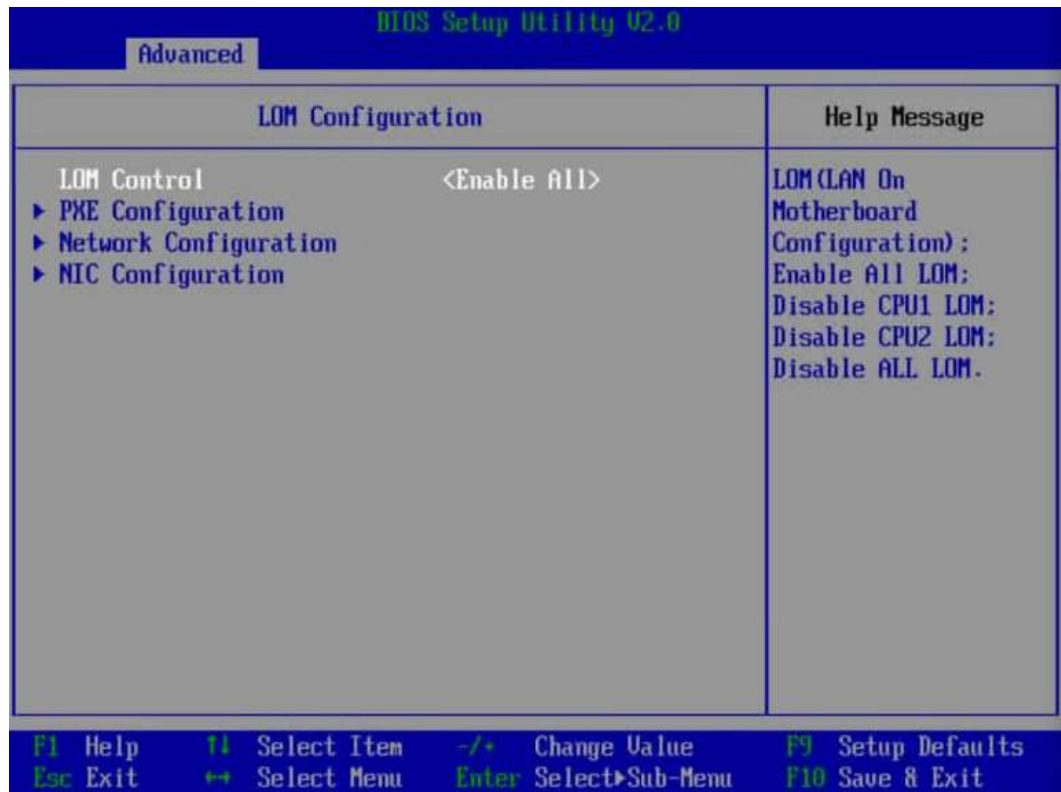 BIOS Setup Utility V2.0
Advanced
LOM Configuration
Help Message
LOM Control <Enable All>
▶ PXE Configuration
▶ Network Configuration
▶ NIC Configuration
LOM(LAN On
Motherboard
Configuration):
Enable All LOM;
Disable CPU1 LOM;
Disable CPU2 LOM;
Disable ALL LOM.
F1 Help ↑↓ Select Item -/+ Change Value F9 Setup Defaults
Esc Exit ←→ Select Menu Enter Select▶Sub-Menu F10 Save & Exit